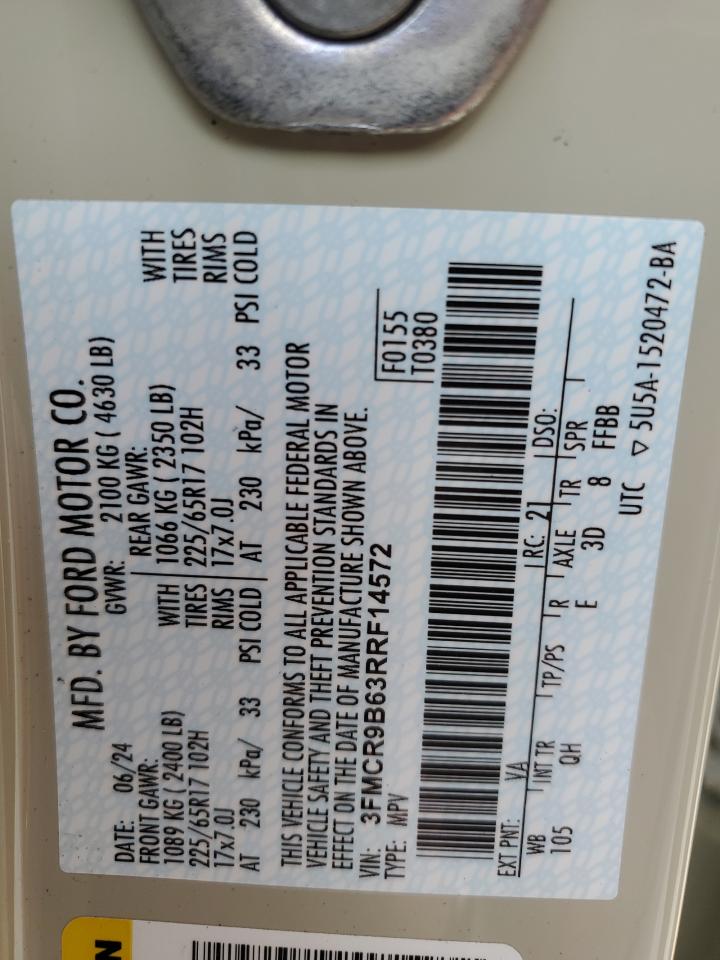 MFD. BY FORD MOTOR CO.
DATE: 06/24 GVWR: 2100 KG ( 4630 LB)
FRONT GAWR: REAR GAWR:
1089 KG ( 2400 LB) WITH 1066 KG ( 2350 LB) WITH
225/65R17 102H TIRES 225/65R17 102H TIRES
17x7.0J RIMS 17x7.0J RIMS
AT 230 kPa/ 33 PSI COLD AT 230 kPa/ 33 PSI COLD
THIS VEHICLE CONFORMS TO ALL APPLICABLE FEDERAL MOTOR
VEHICLE SAFETY AND THEFT PREVENTION STANDARDS IN
EFFECT ON THE DATE OF MANUFACTURE SHOWN ABOVE.
VIN: 3FMCR9B63RRF14572 F0155
TYPE: MPV T0380
EXT PNT: VA RC: 21 DSO:
WB INT TR TP/PS R AXLE TR SPR
105 QH E 3D 8 FFBB
UTC ▽ 5U5A-1520472-BA
N